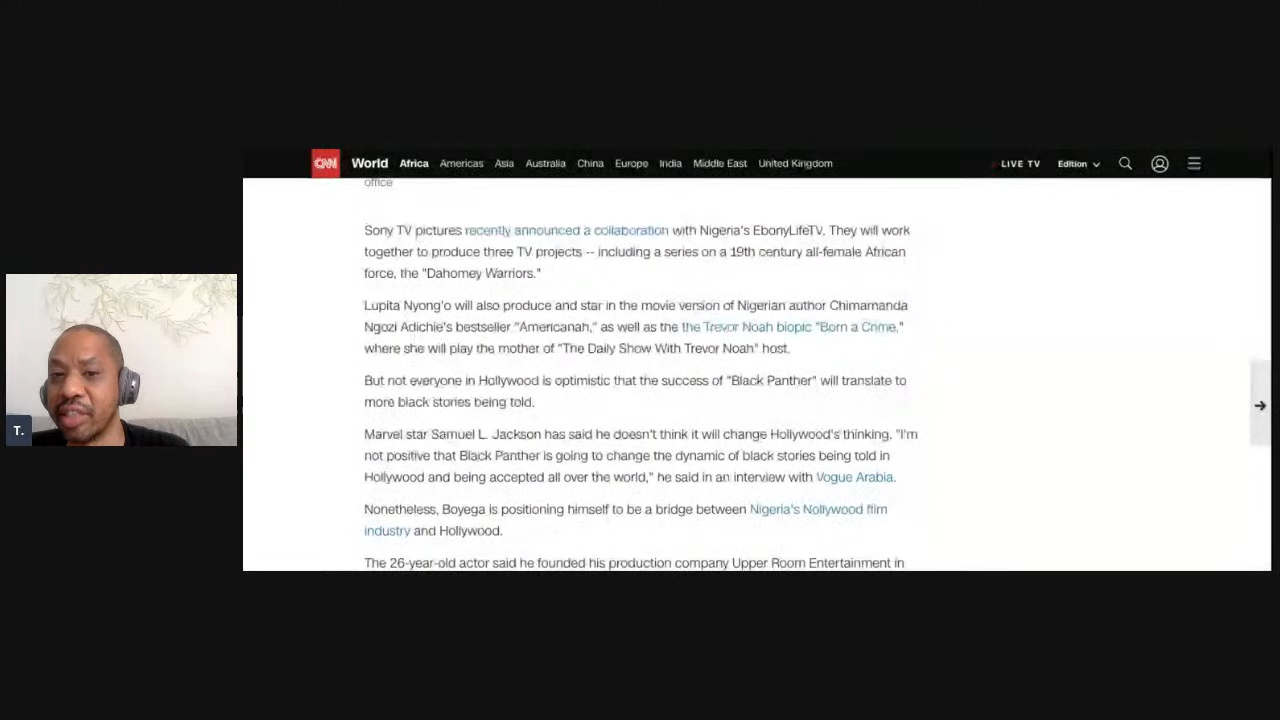 CNN World Africa Americas Asia Australia China Europe India Middle East United Kingdom LIVE TV Edition
office
Sony TV pictures recently announced a collaboration with Nigeria's EbonyLifeTV. They will work
together to produce three TV projects -- including a series on a 19th century all-female African
force, the "Dahomey Warriors."
Lupita Nyong'o will also produce and star in the movie version of Nigerian author Chimamanda
Ngozi Adichie's bestseller "Americanah," as well as the the Trevor Noah biopic "Born a Crime,"
where she will play the mother of "The Daily Show With Trevor Noah" host.
But not everyone in Hollywood is optimistic that the success of "Black Panther" will translate to
more black stories being told.
Marvel star Samuel L. Jackson has said he doesn't think it will change Hollywood's thinking. "I'm
not positive that Black Panther is going to change the dynamic of black stories being told in
Hollywood and being accepted all over the world," he said in an interview with Vogue Arabia.
Nonetheless, Boyega is positioning himself to be a bridge between Nigeria's Nollywood film
industry and Hollywood.
The 26-year-old actor said he founded his production company Upper Room Entertainment in
T.